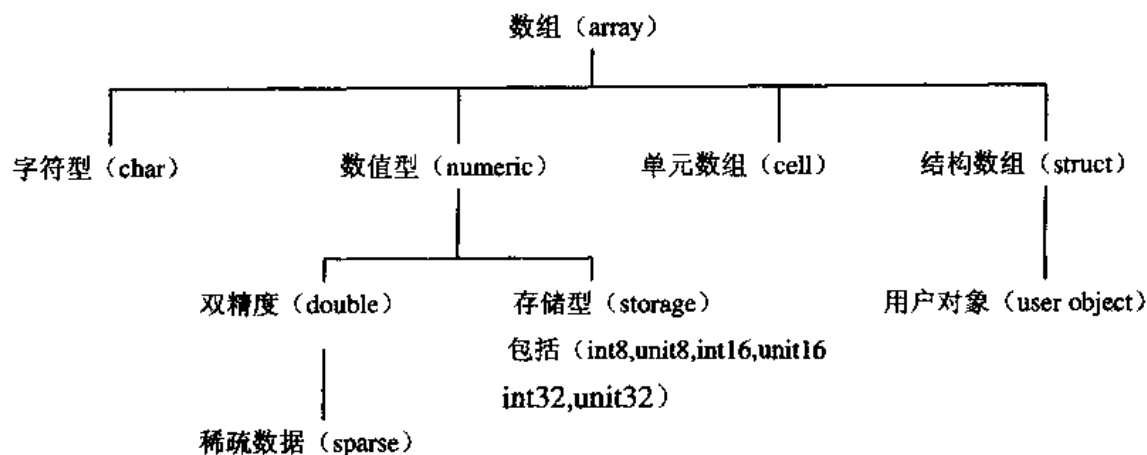 数组（array）
字符型（char）
数值型（numeric）
单元数组（cell）
结构数组（struct）
双精度（double）
存储型（storage）
用户对象（user object）
包括（int8,unit8,int16,unit16
int32,unit32）
稀疏数据（sparse）